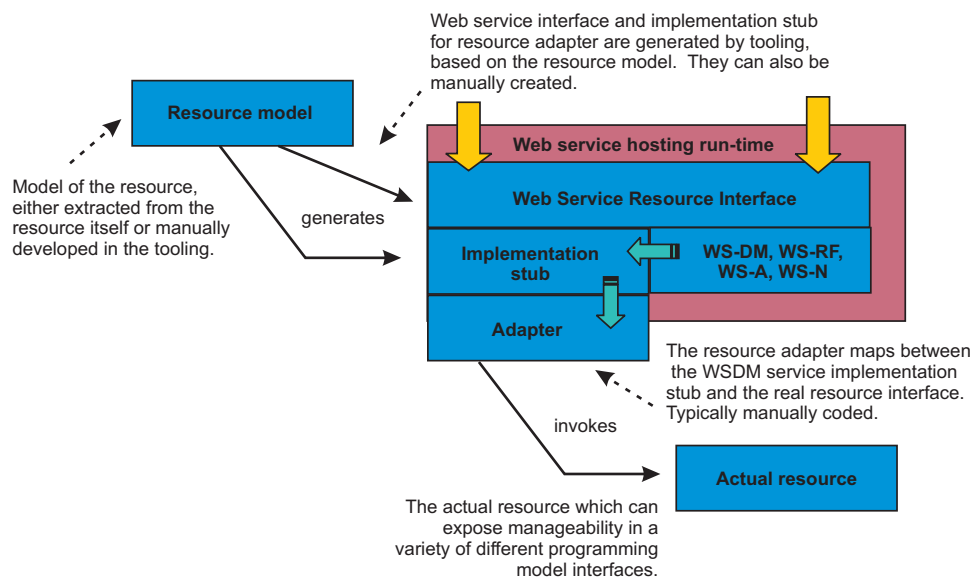 Web service interface and implementation stub
for resource adapter are generated by tooling,
based on the resource model.  They can also be
manually created.
Resource model
Web service hosting run-time
Model of the resource,
either extracted from the
resource itself or manually
developed in the tooling.
generates
Web Service Resource Interface
Implementation
stub
WS-DM, WS-RF,
WS-A, WS-N
Adapter
The resource adapter maps between
the WSDM service implementation
stub and the real resource interface.
Typically manually coded.
invokes
Actual resource
The actual resource which can
expose manageability in a
variety of different programming
model interfaces.